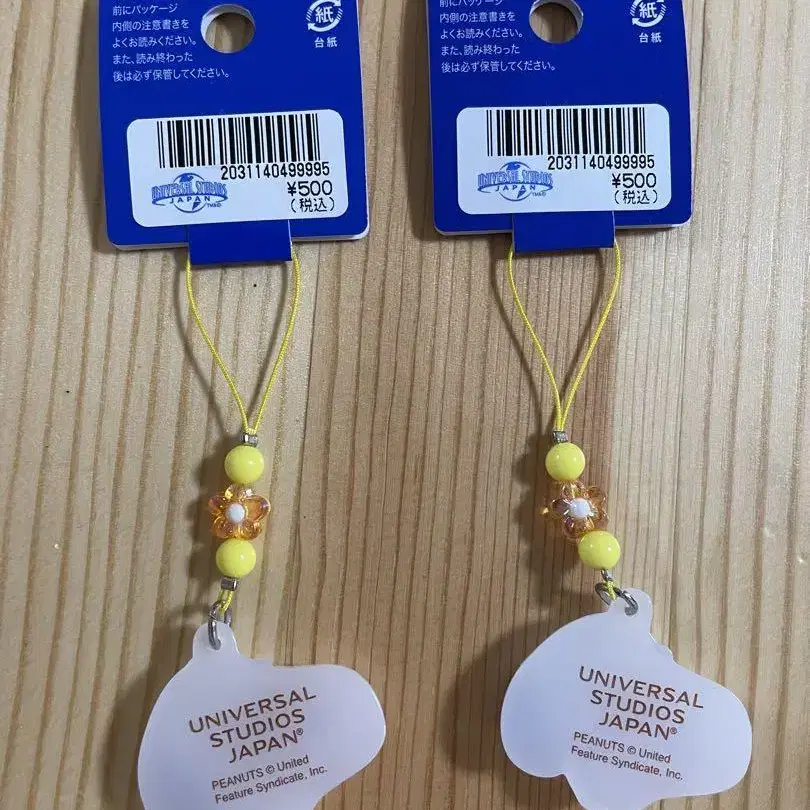 前にパッケージ
内側の注意書きを
よくお読みください。
また、読み終わった
後は必ず保管してください。
紙
台紙
2031140499995
UNIVERSAL STUDIOS
JAPAN
TM&©
¥500
(税込)
UNIVERSAL
STUDIOS
JAPAN®
PEANUTS © United
Feature Syndicate, Inc.
前にパッケージ
内側の注意書きを
よくお読みください。
また、読み終わった
後は必ず保管してください。
紙
台紙
2031140499995
UNIVERSAL STUDIOS
JAPAN
TM&©
¥500
(税込)
UNIVERSAL
STUDIOS
JAPAN®
PEANUTS © United
Feature Syndicate, Inc.